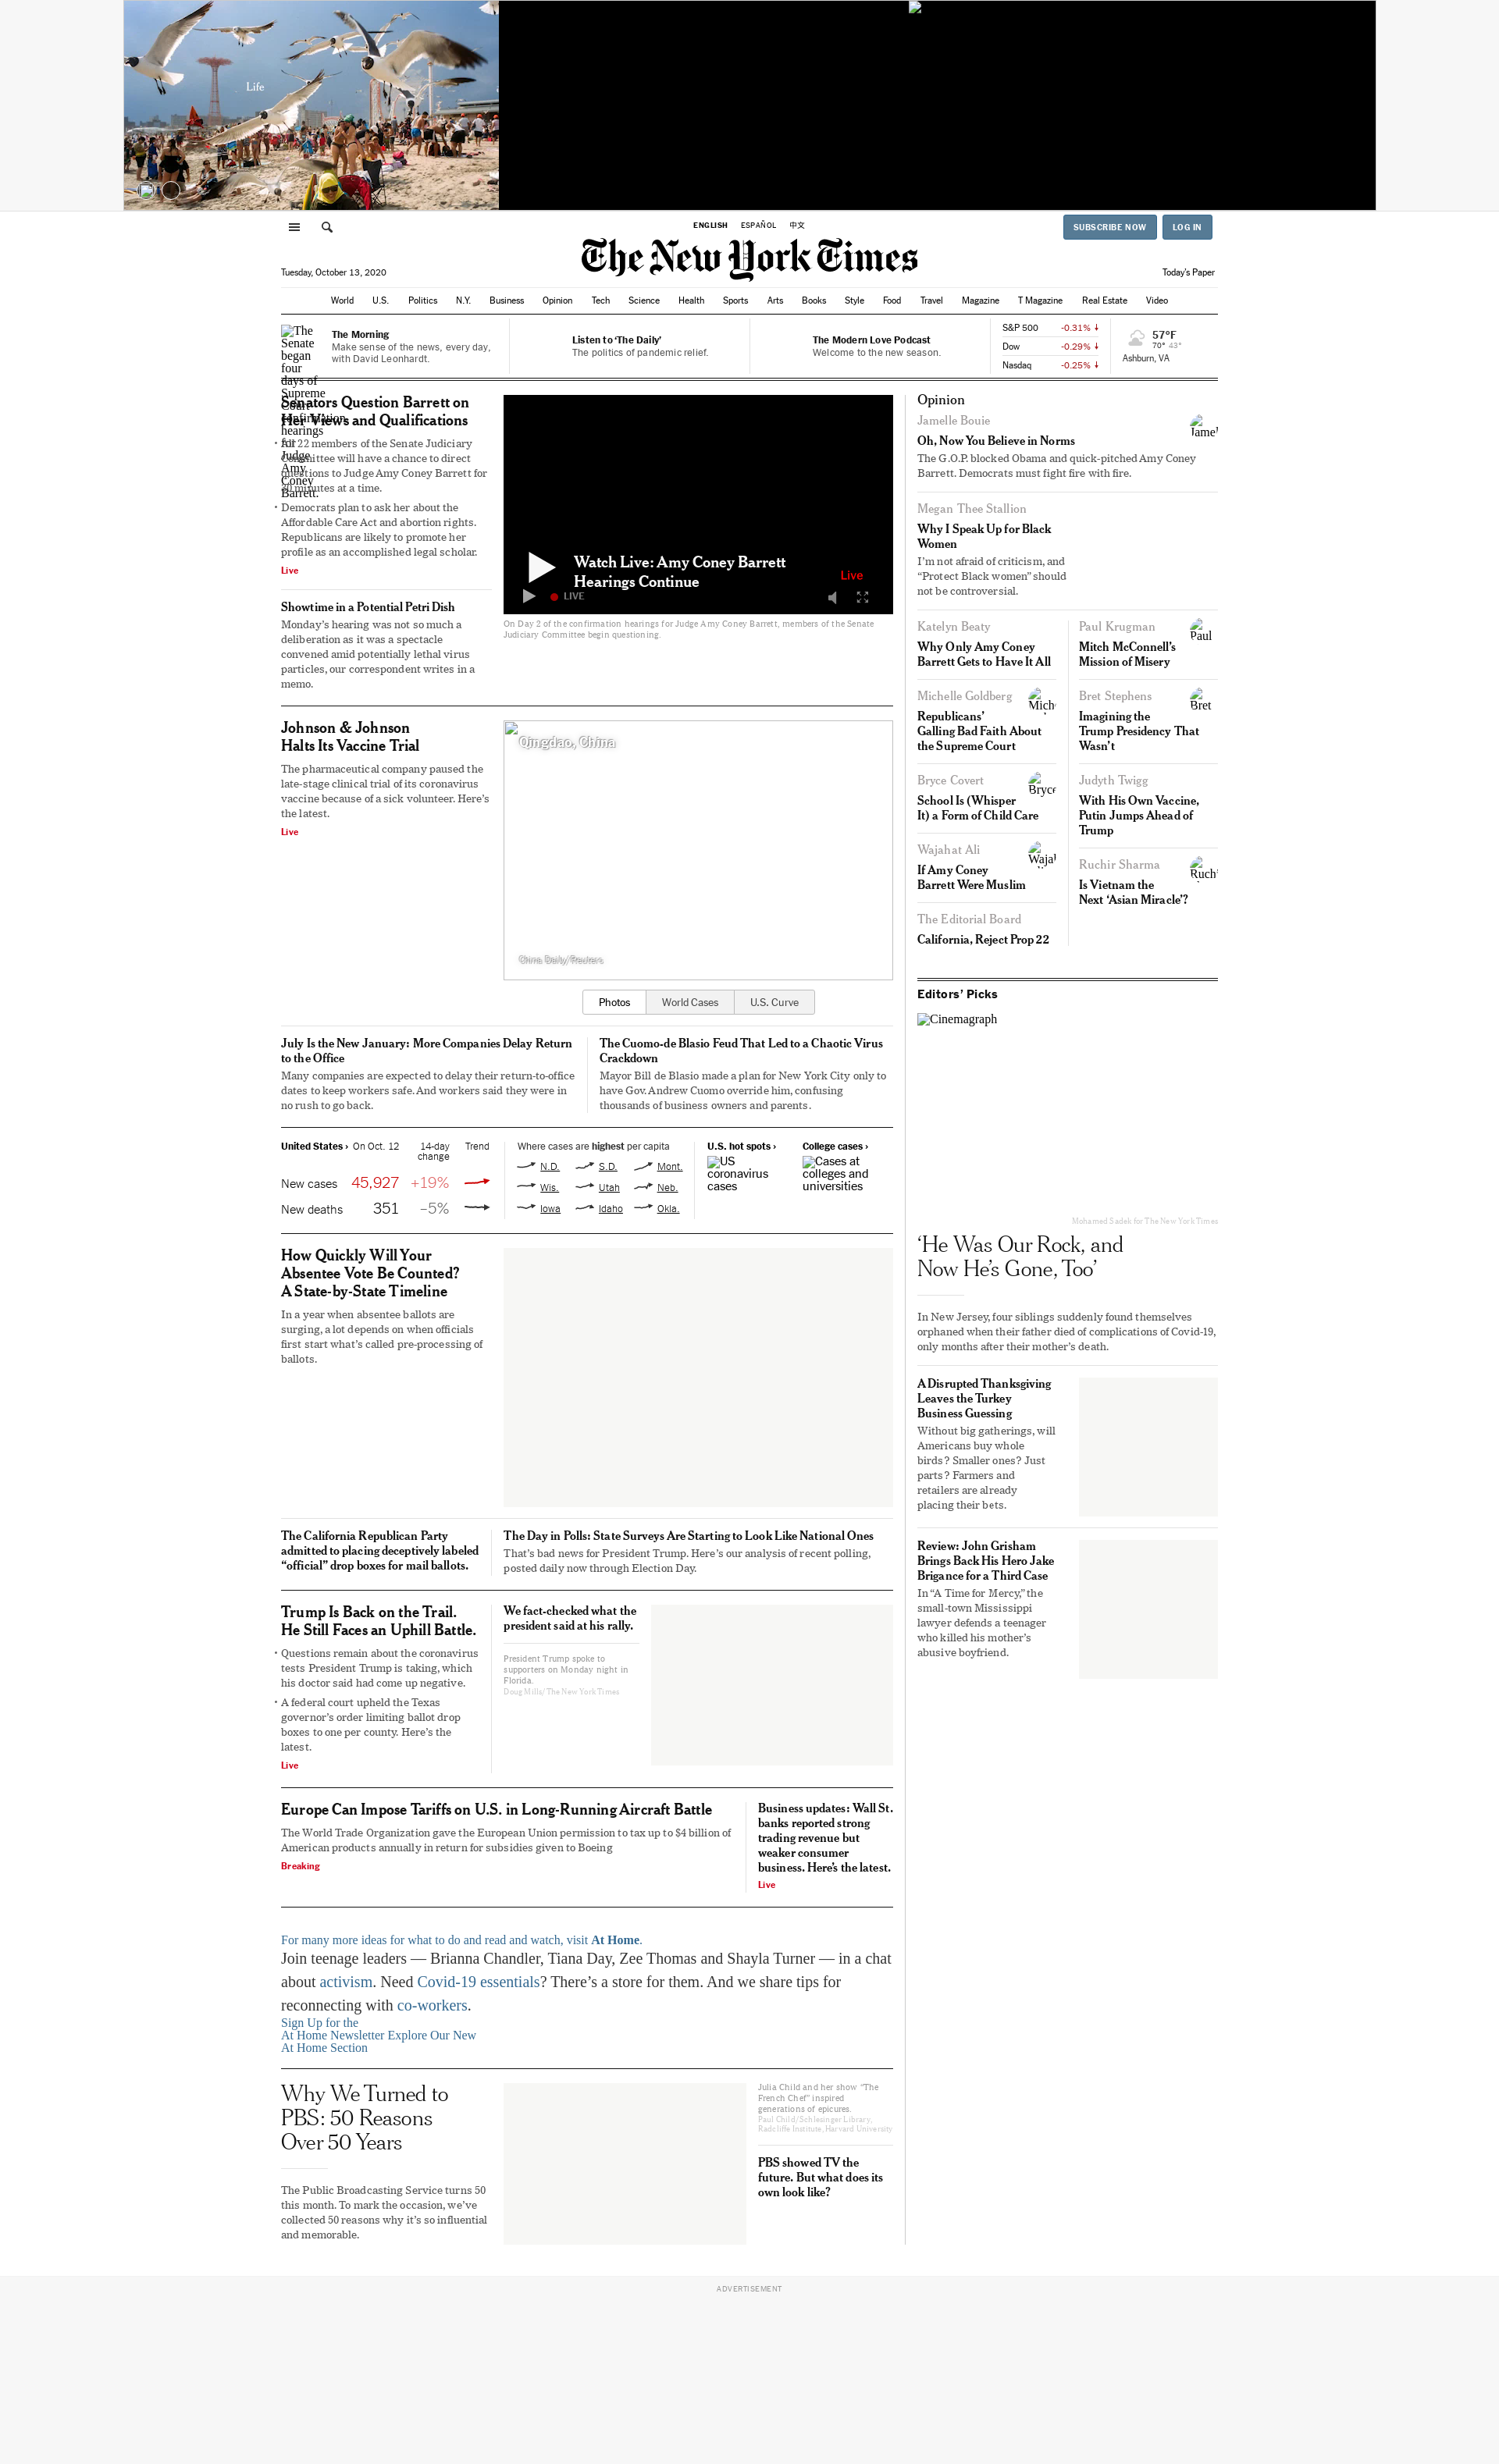 Life
ENGLISH ESPAÑOL 中文
SUBSCRIBE NOW LOG IN
The New York Times
Tuesday, October 13, 2020
Today's Paper
World U.S. Politics N.Y. Business Opinion Tech Science Health Sports Arts Books Style Food Travel Magazine T Magazine Real Estate Video
The Morning
Make sense of the news, every day,
with David Leonhardt.
Listen to ‘The Daily’
The politics of pandemic relief.
The Modern Love Podcast
Welcome to the new season.
S&P 500 -0.31%
Dow -0.29%
Nasdaq -0.25%
57°F
70° 43°
Ashburn, VA
The
Senate
began
four
days of
Supreme
Court
confirmation
hearings
for
Judge
Amy
Coney
Barrett.
Senators Question Barrett on
Her Views and Qualifications
All 22 members of the Senate Judiciary
Committee will have a chance to direct
questions to Judge Amy Coney Barrett for
30 minutes at a time.
Democrats plan to ask her about the
Affordable Care Act and abortion rights.
Republicans are likely to promote her
profile as an accomplished legal scholar.
Live
Showtime in a Potential Petri Dish
Monday’s hearing was not so much a
deliberation as it was a spectacle
convened amid potentially lethal virus
particles, our correspondent writes in a
memo.
Watch Live: Amy Coney Barrett
Hearings Continue
Live
LIVE
On Day 2 of the confirmation hearings for Judge Amy Coney Barrett, members of the Senate
Judiciary Committee begin questioning.
Johnson & Johnson
Halts Its Vaccine Trial
The pharmaceutical company paused the
late-stage clinical trial of its coronavirus
vaccine because of a sick volunteer. Here’s
the latest.
Live
Qingdao, China
China Daily/Reuters
Photos World Cases U.S. Curve
July Is the New January: More Companies Delay Return
to the Office
Many companies are expected to delay their return-to-office
dates to keep workers safe. And workers said they were in
no rush to go back.
The Cuomo-de Blasio Feud That Led to a Chaotic Virus
Crackdown
Mayor Bill de Blasio made a plan for New York City only to
have Gov. Andrew Cuomo override him, confusing
thousands of business owners and parents.
United States › On Oct. 12 14-day
change Trend
New cases 45,927 +19%
New deaths 351 –5%
Where cases are highest per capita
N.D. S.D. Mont.
Wis. Utah Neb.
Iowa Idaho Okla.
U.S. hot spots ›
US
coronavirus
cases
College cases ›
Cases at
colleges and
universities
How Quickly Will Your
Absentee Vote Be Counted?
A State-by-State Timeline
In a year when absentee ballots are
surging, a lot depends on when officials
first start what’s called pre-processing of
ballots.
The California Republican Party
admitted to placing deceptively labeled
“official” drop boxes for mail ballots.
The Day in Polls: State Surveys Are Starting to Look Like National Ones
That’s bad news for President Trump. Here’s our analysis of recent polling,
posted daily now through Election Day.
Trump Is Back on the Trail.
He Still Faces an Uphill Battle.
Questions remain about the coronavirus
tests President Trump is taking, which
his doctor said had come up negative.
A federal court upheld the Texas
governor’s order limiting ballot drop
boxes to one per county. Here’s the
latest.
Live
We fact-checked what the
president said at his rally.
President Trump spoke to
supporters on Monday night in
Florida.
Doug Mills/The New York Times
Europe Can Impose Tariffs on U.S. in Long-Running Aircraft Battle
The World Trade Organization gave the European Union permission to tax up to $4 billion of
American products annually in return for subsidies given to Boeing
Breaking
Business updates: Wall St.
banks reported strong
trading revenue but
weaker consumer
business. Here’s the latest.
Live
For many more ideas for what to do and read and watch, visit At Home.
Join teenage leaders — Brianna Chandler, Tiana Day, Zee Thomas and Shayla Turner — in a chat
about activism. Need Covid-19 essentials? There’s a store for them. And we share tips for
reconnecting with co-workers.
Sign Up for the
At Home Newsletter Explore Our New
At Home Section
Why We Turned to
PBS: 50 Reasons
Over 50 Years
The Public Broadcasting Service turns 50
this month. To mark the occasion, we’ve
collected 50 reasons why it’s so influential
and memorable.
Julia Child and her show “The
French Chef” inspired
generations of epicures.
Paul Child/Schlesinger Library,
Radcliffe Institute, Harvard University
PBS showed TV the
future. But what does its
own look like?
Opinion
Jamelle Bouie
Oh, Now You Believe in Norms
The G.O.P. blocked Obama and quick-pitched Amy Coney
Barrett. Democrats must fight fire with fire.
Megan Thee Stallion
Why I Speak Up for Black
Women
I’m not afraid of criticism, and
“Protect Black women” should
not be controversial.
Katelyn Beaty
Why Only Amy Coney
Barrett Gets to Have It All
Michelle Goldberg
Republicans’
Galling Bad Faith About
the Supreme Court
Bryce Covert
Bryce
School Is (Whisper
It) a Form of Child Care
Wajahat Ali
If Amy Coney
Barrett Were Muslim
The Editorial Board
California, Reject Prop 22
Paul Krugman
Paul
Mitch McConnell’s
Mission of Misery
Bret Stephens
Bret
Imagining the
Trump Presidency That
Wasn’t
Judyth Twigg
With His Own Vaccine,
Putin Jumps Ahead of
Trump
Ruchir Sharma
Is Vietnam the
Next ‘Asian Miracle’?
Editors’ Picks
Cinemagraph
Mohamed Sadek for The New York Times
‘He Was Our Rock, and
Now He’s Gone, Too’
In New Jersey, four siblings suddenly found themselves
orphaned when their father died of complications of Covid-19,
only months after their mother’s death.
A Disrupted Thanksgiving
Leaves the Turkey
Business Guessing
Without big gatherings, will
Americans buy whole
birds? Smaller ones? Just
parts? Farmers and
retailers are already
placing their bets.
Review: John Grisham
Brings Back His Hero Jake
Brigance for a Third Case
In “A Time for Mercy,” the
small-town Mississippi
lawyer defends a teenager
who killed his mother’s
abusive boyfriend.
ADVERTISEMENT